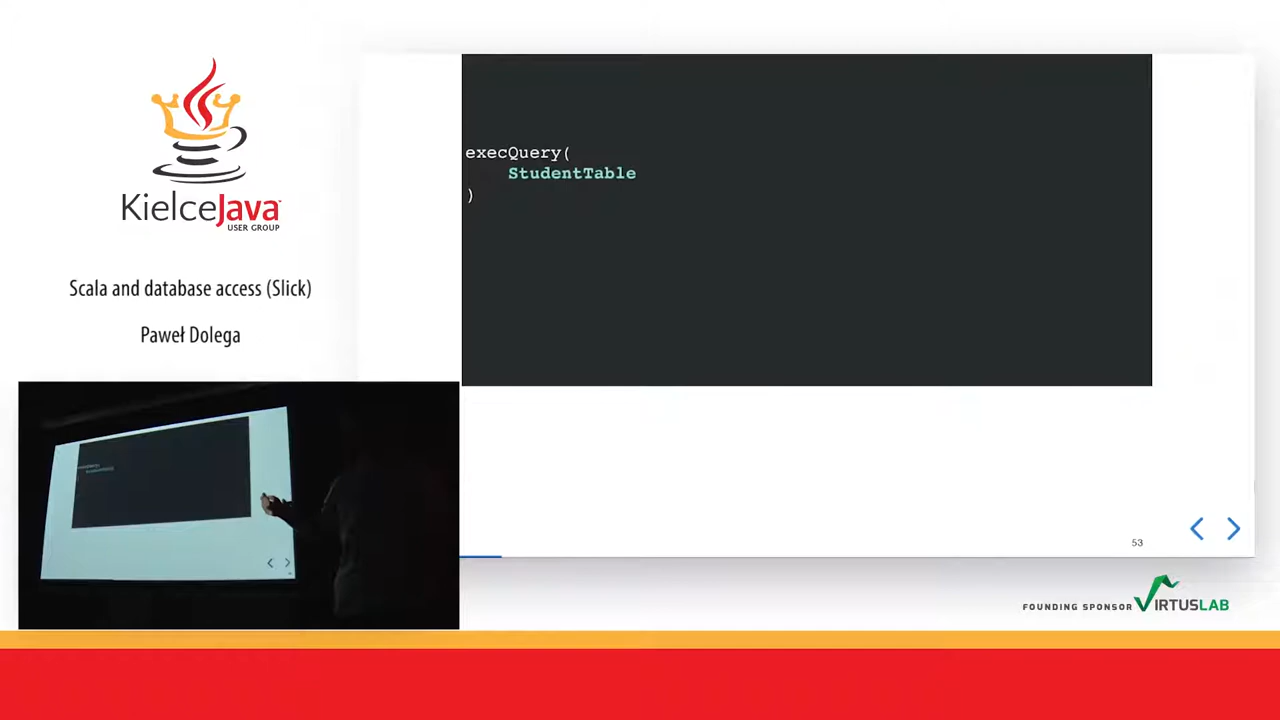 KielceJava
USER GROUP
Scala and database access (Slick)
Paweł Dolega
execQuery(
StudentTable
)
53
FOUNDING SPONSOR VIRTUSLAB